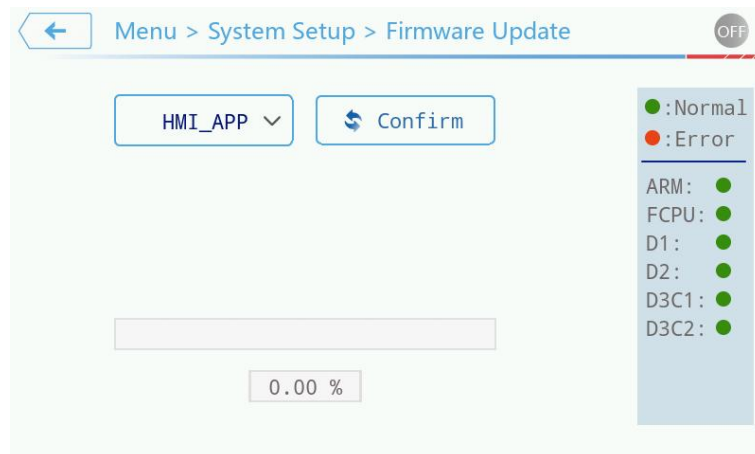 Menu > System Setup > Firmware Update
OFF
HMI_APP
Confirm
:Normal
:Error
ARM:
FCPU:
D1:
D2:
D3C1:
D3C2:
0.00 %